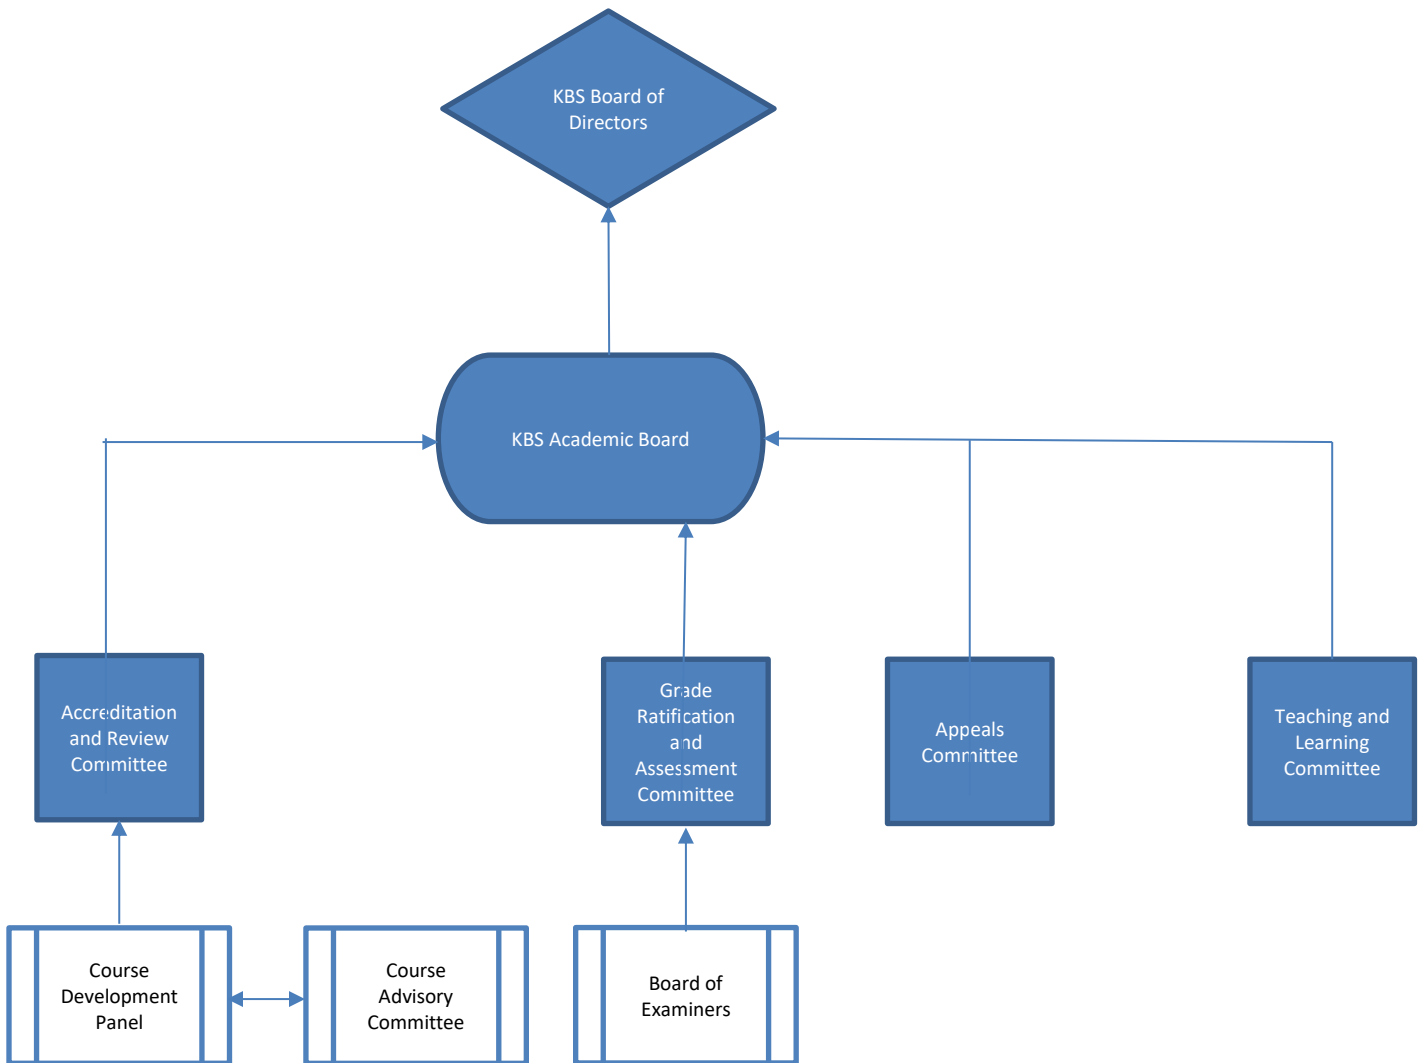 KBS Board of
Directors
KBS Academic Board
Accreditation
and Review
Committee
Grade
Ratification
and
Assessment
Committee
Appeals
Committee
Teaching and
Learning
Committee
Course
Development
Panel
Course
Advisory
Committee
Board of
Examiners